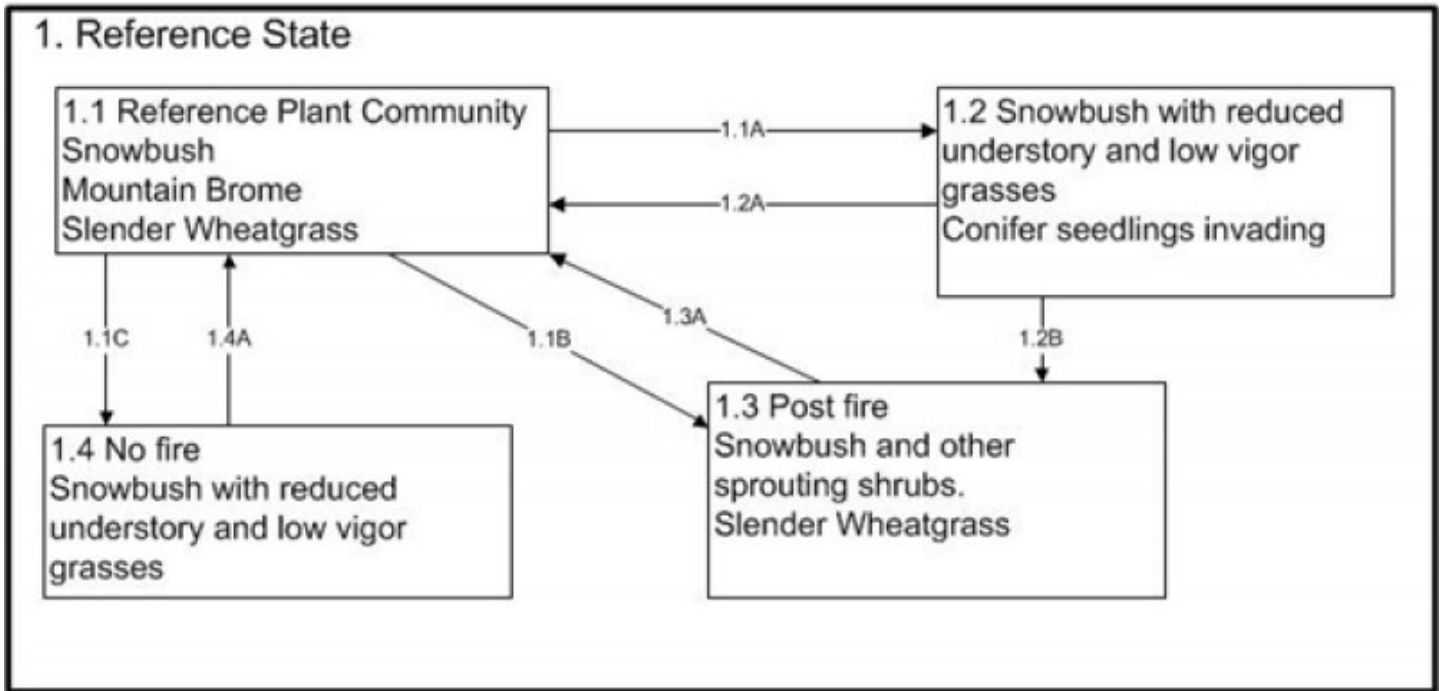 1. Reference State
1.1 Reference Plant Community
Snowbush
Mountain Brome
Slender Wheatgrass
1.1A
1.2A
1.2 Snowbush with reduced
understory and low vigor
grasses
Conifer seedlings invading
1.1C
1.4A
1.1B
1.3A
1.2B
1.4 No fire
Snowbush with reduced
understory and low vigor
grasses
1.3 Post fire
Snowbush and other
sprouting shrubs.
Slender Wheatgrass